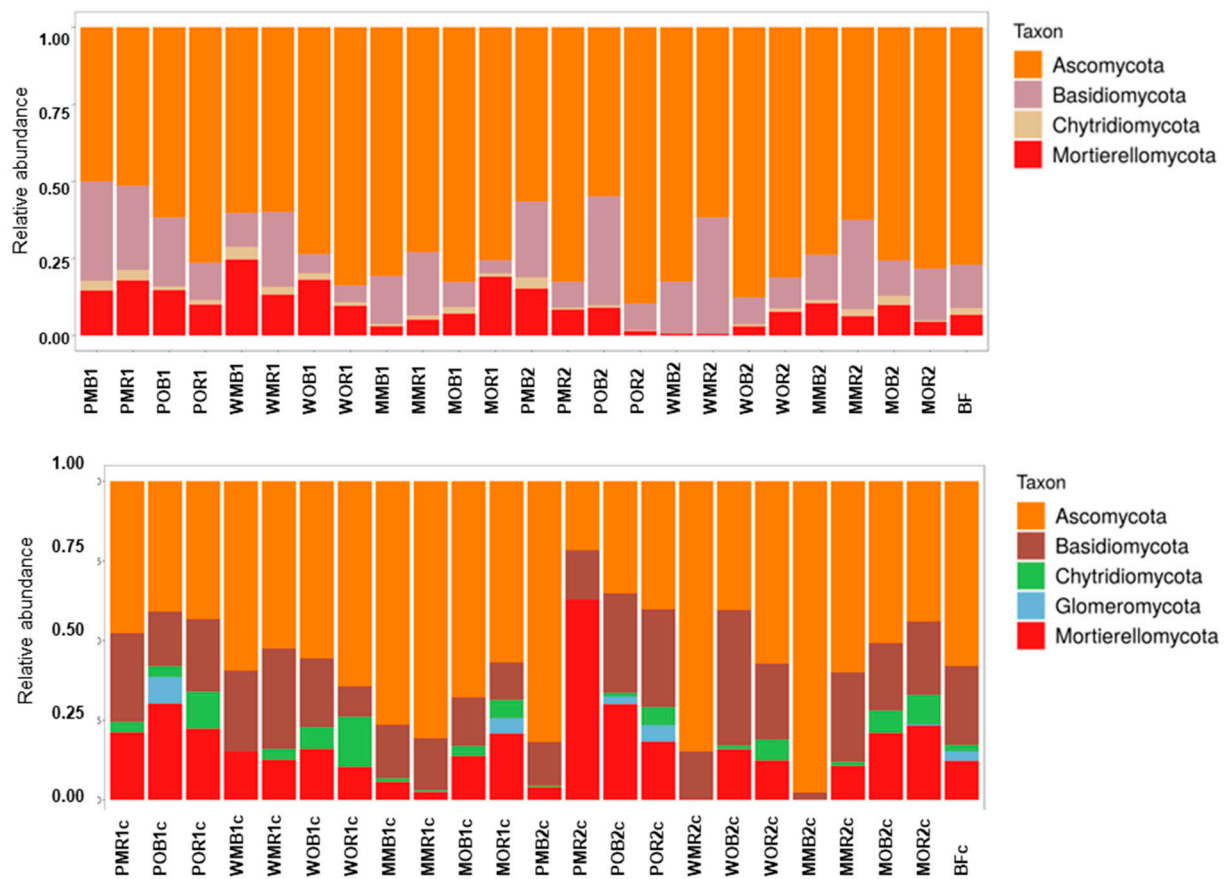 Relative abundance
1.00
0.75
0.50
0.25
0.00
PMB1 PMR1 POB1 POR1 WMB1 WMR1 WOB1 WOR1 MMB1 MMR1 MOB1 MOR1 PMB2 PMR2 POB2 POR2 WMB2 WMR2 WOB2 WOR2 MMB2 MMR2 MOB2 MOR2 BF
Taxon
Ascomycota
Basidiomycota
Chytridiomycota
Mortierellomycota
Relative abundance
1.00
0.75
0.50
0.25
0.00
PMR1c POB1c POR1c WMB1c WMR1c WOB1c WOR1c MMB1c MMR1c MOB1c MOR1c PMB2c PMR2c POB2c POR2c WMR2c WOB2c WOR2c MMB2c MMR2c MOB2c MOR2c BFc
Taxon
Ascomycota
Basidiomycota
Chytridiomycota
Glomeromycota
Mortierellomycota